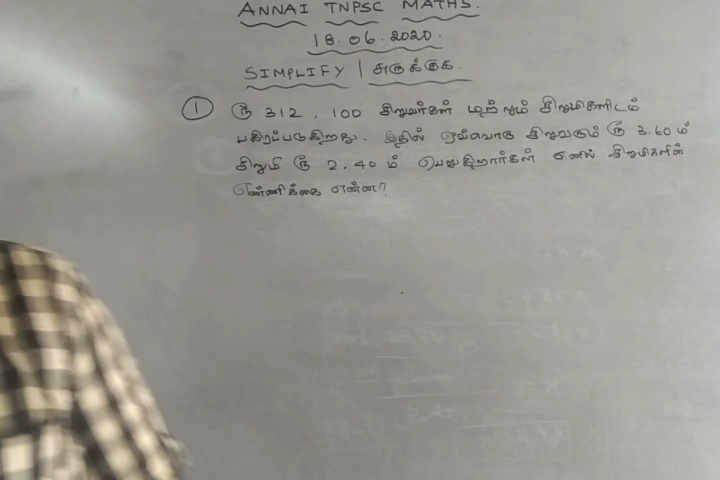 ANNAI TNPSC MATHS.
18.06.2020.
SIMPLIFY | சுருக்குக.
① ரூ 312, 100 சிறுவர்கள் மற்றும் சிறுமிகளிடம்
பகிரப்படுகிறது. இதில் ஒவ்வொரு சிறுவனும் ரூ 3.60 ம்
சிறுமி ரூ 2.40 ம் பெறுகிறார்கள் எனில் சிறுமிகளின்
எண்ணிக்கை என்ன?